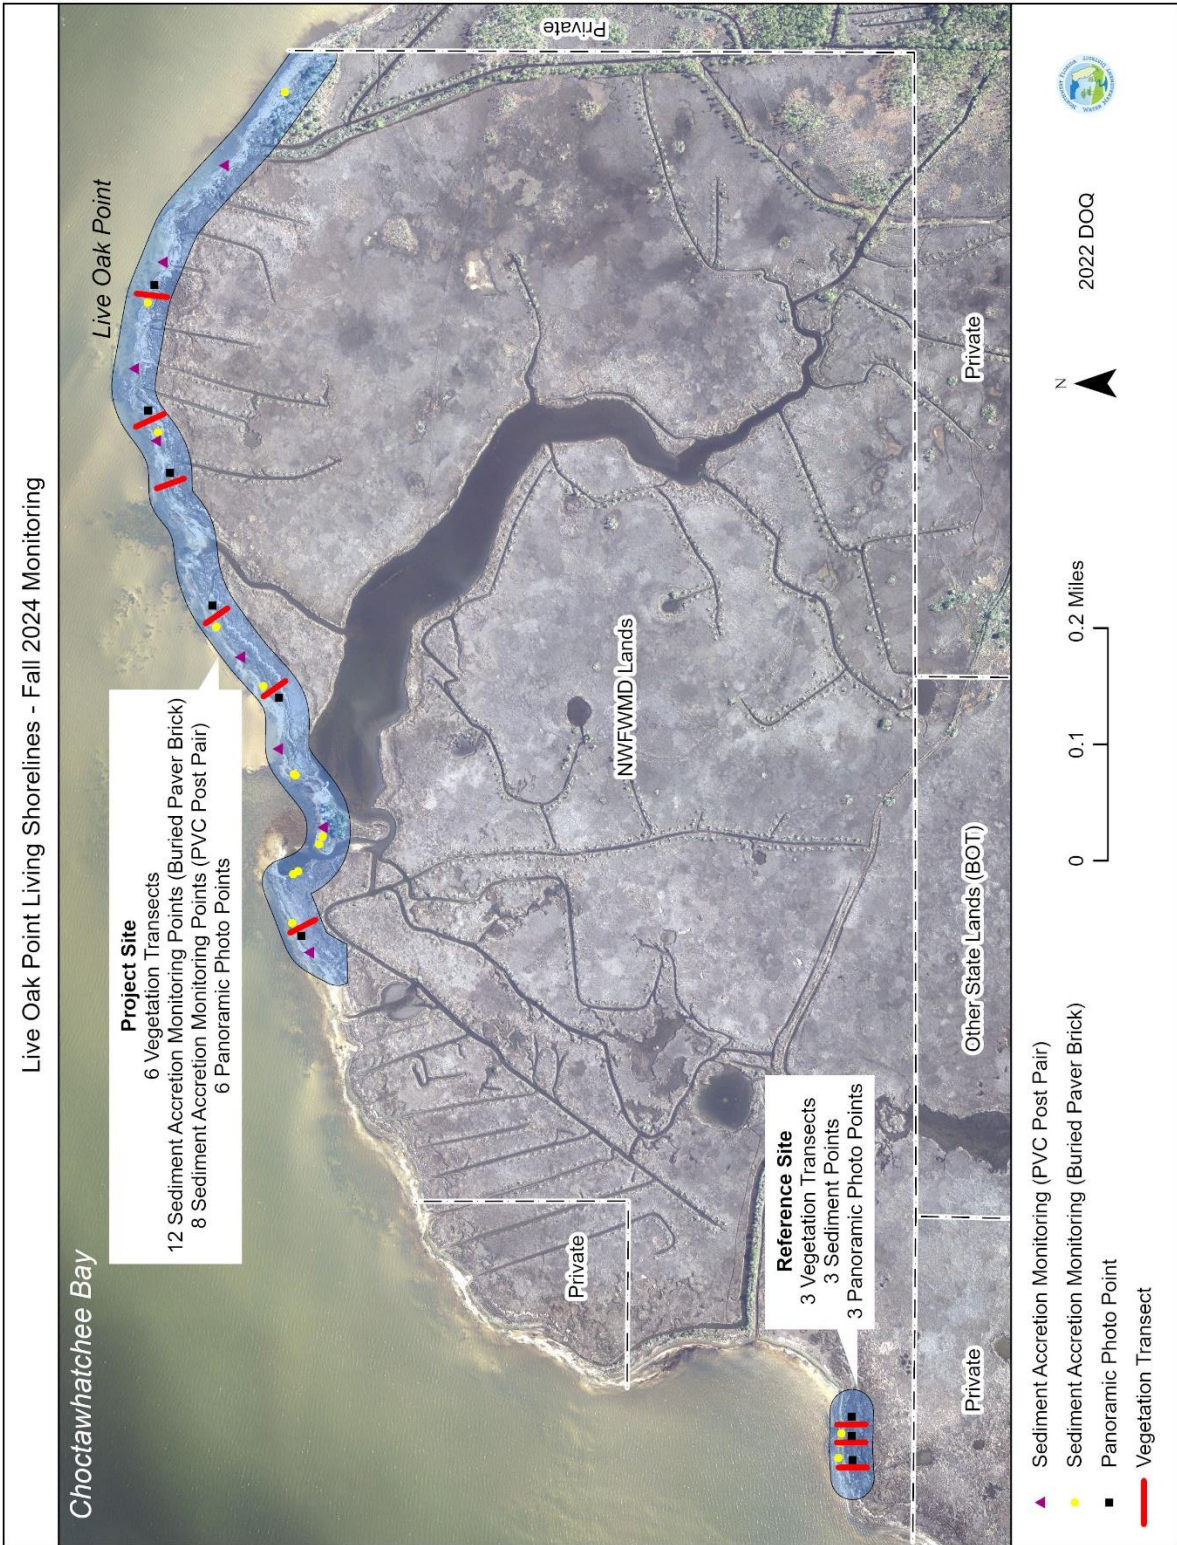 Live Oak Point Living Shorelines - Fall 2024 Monitoring
Choctawhatchee Bay
Live Oak Point
Private
Project Site
6 Vegetation Transects
12 Sediment Accretion Monitoring Points (Buried Paver Brick)
8 Sediment Accretion Monitoring Points (PVC Post Pair)
6 Panoramic Photo Points
NWFWMD Lands
Private
Reference Site
3 Vegetation Transects
3 Sediment Points
3 Panoramic Photo Points
Private
Other State Lands (BOT)
Private
Sediment Accretion Monitoring (PVC Post Pair)
Sediment Accretion Monitoring (Buried Paver Brick)
Panoramic Photo Point
Vegetation Transect
0 0.1 0.2 Miles
N
2022 DOQ